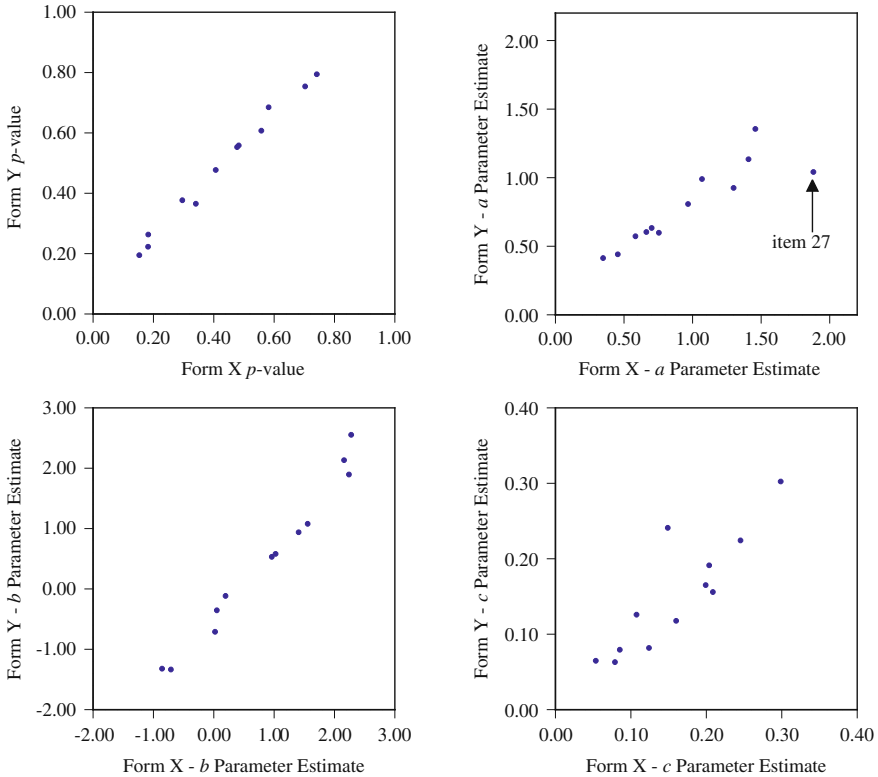 1.00
0.80
0.60
0.40
0.20
0.00
Form Y p-value
0.00 0.20 0.40 0.60 0.80 1.00
Form X p-value
2.00
1.50
1.00
0.50
0.00
Form Y - a Parameter Estimate
item 27
0.00 0.50 1.00 1.50 2.00
Form X - a Parameter Estimate
3.00
2.00
1.00
0.00
-1.00
-2.00
Form Y - b Parameter Estimate
-2.00 -1.00 0.00 1.00 2.00 3.00
Form X - b Parameter Estimate
0.40
0.30
0.20
0.10
0.00
Form Y - c Parameter Estimate
0.00 0.10 0.20 0.30 0.40
Form X - c Parameter Estimate